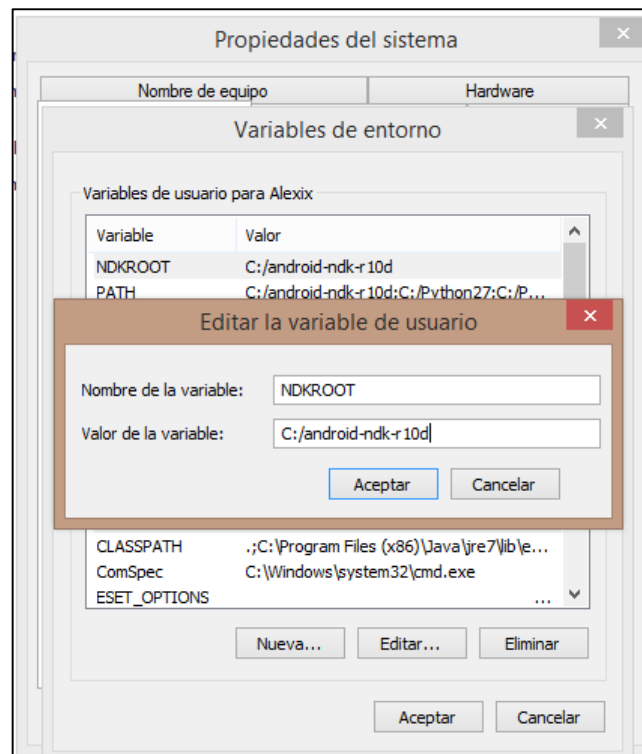 Propiedades del sistema
Nombre de equipo Hardware
Variables de entorno
Variables de usuario para Alexix
Variable Valor
NDKROOT C:/android-ndk-r10d
PATH C:/android-ndk-r10d;C:/Python27;C:/P...
Editar la variable de usuario
Nombre de la variable: NDKROOT
Valor de la variable: C:/android-ndk-r10d
Aceptar Cancelar
CLASSPATH .;C:\Program Files (x86)\Java\jre7\lib\e...
ComSpec C:\Windows\system32\cmd.exe
ESET_OPTIONS ...
Nueva... Editar... Eliminar
Aceptar Cancelar